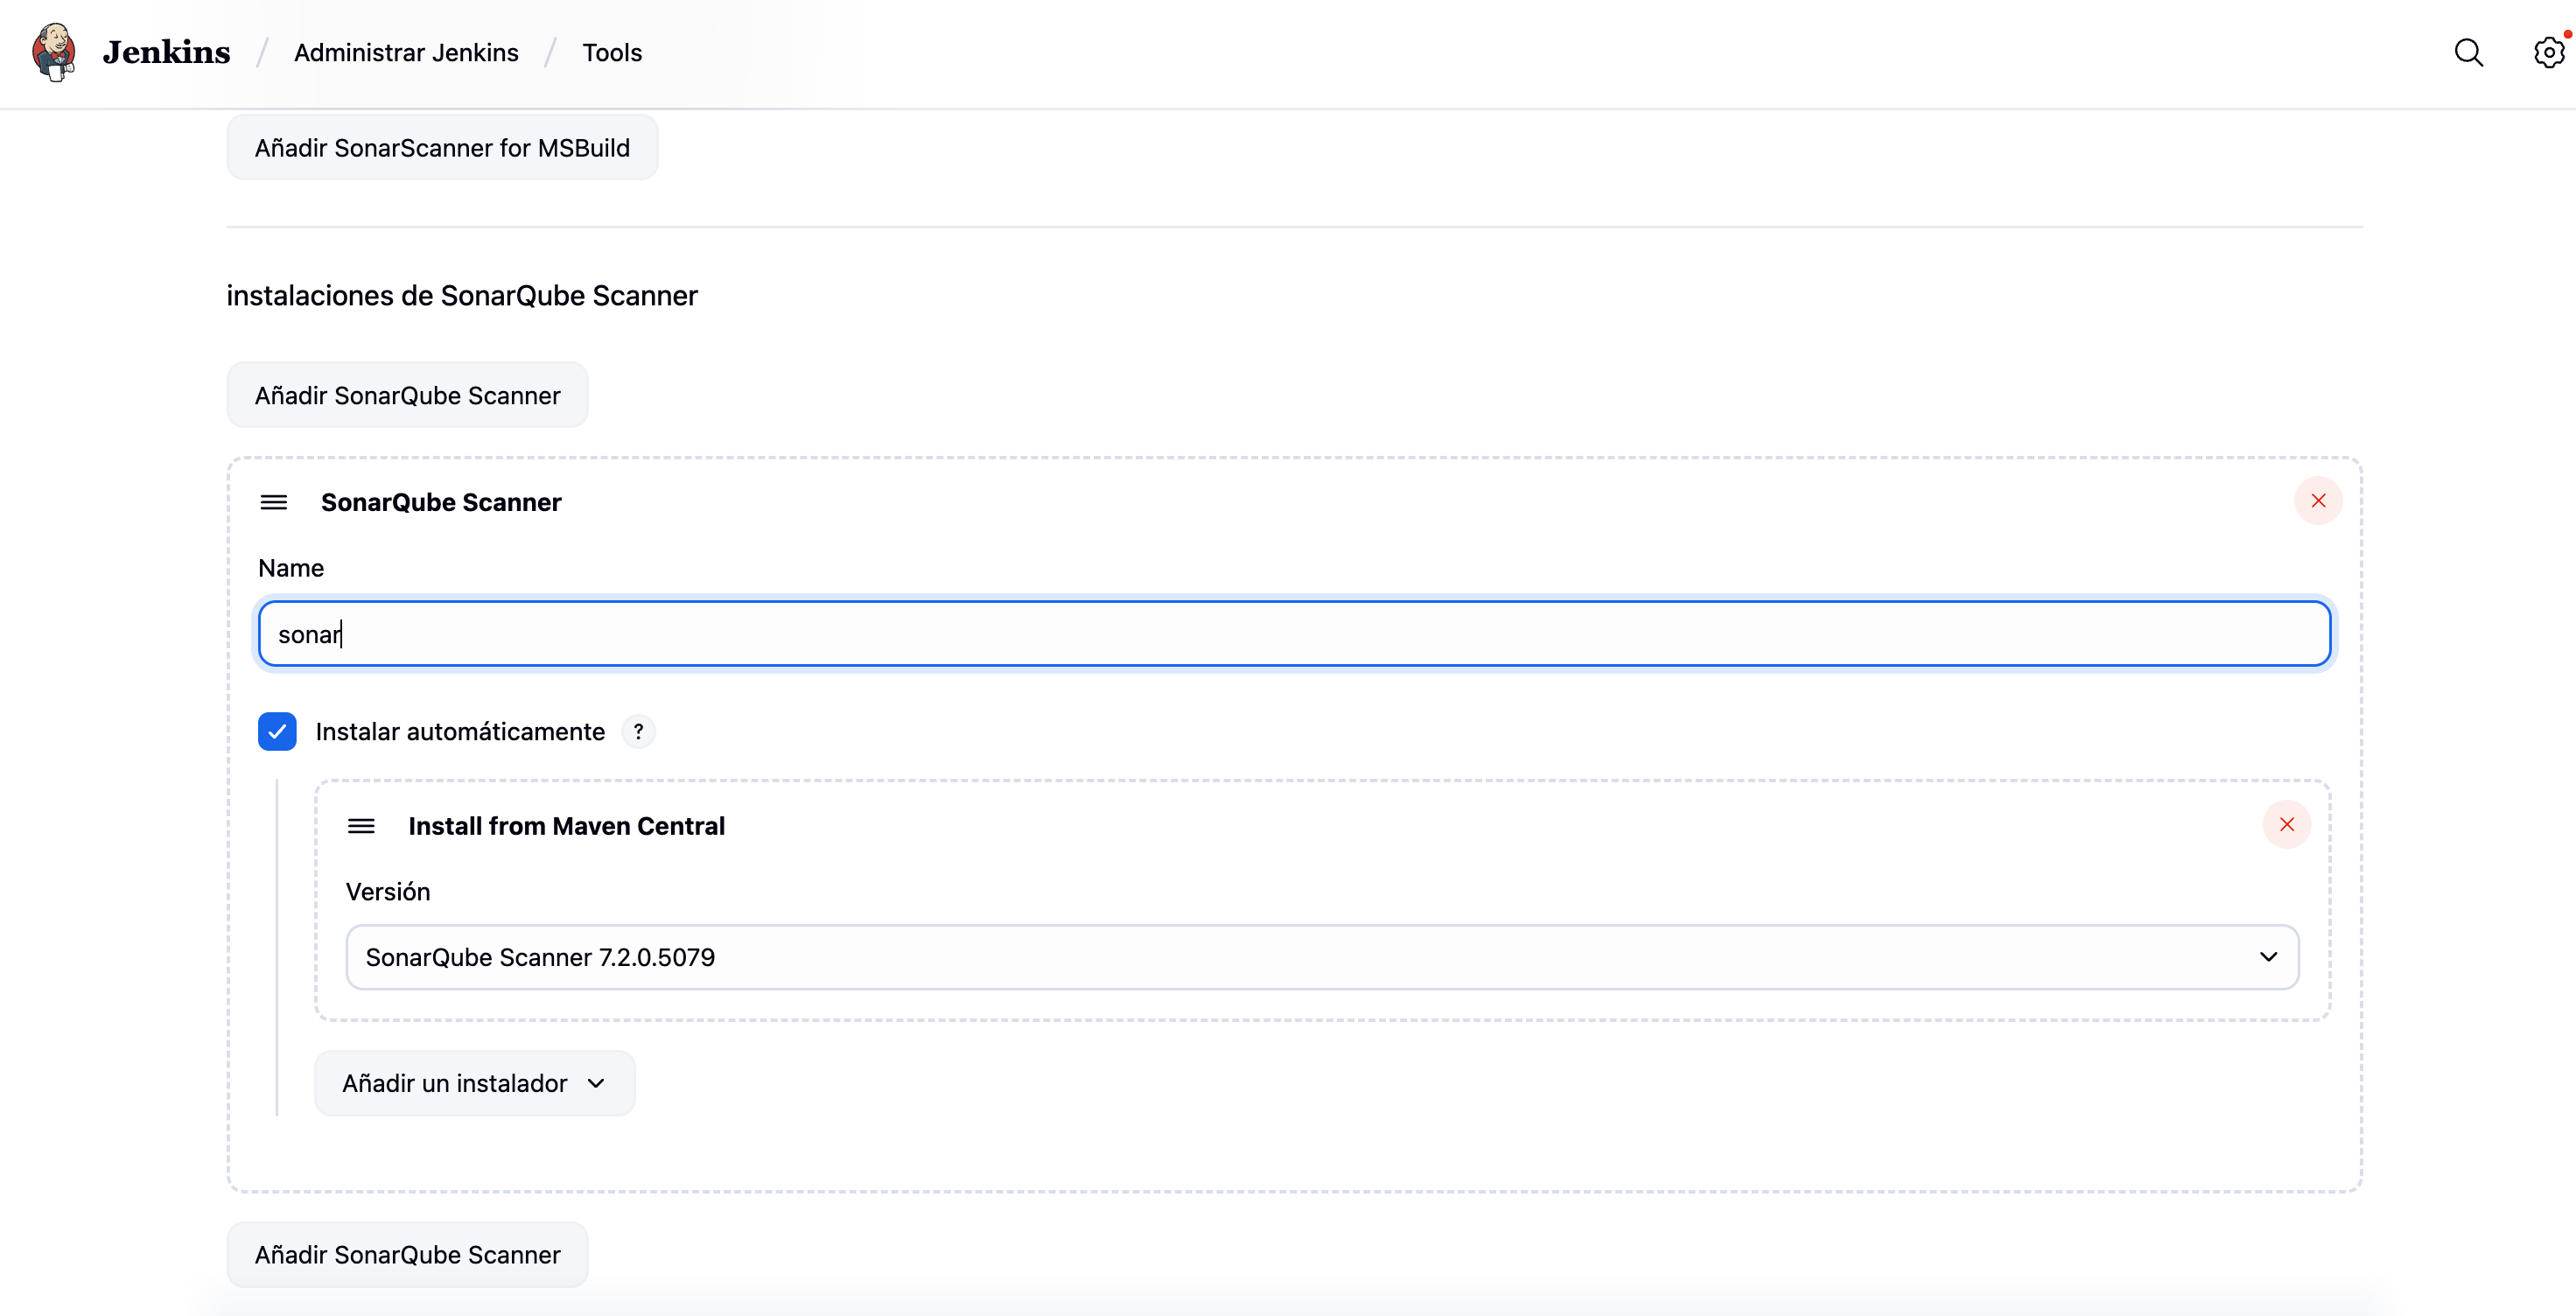 Jenkins / Administrar Jenkins / Tools
Añadir SonarScanner for MSBuild
instalaciones de SonarQube Scanner
Añadir SonarQube Scanner
SonarQube Scanner
Name
sonar
Instalar automáticamente ?
Install from Maven Central
Versión
SonarQube Scanner 7.2.0.5079
Añadir un instalador
Añadir SonarQube Scanner